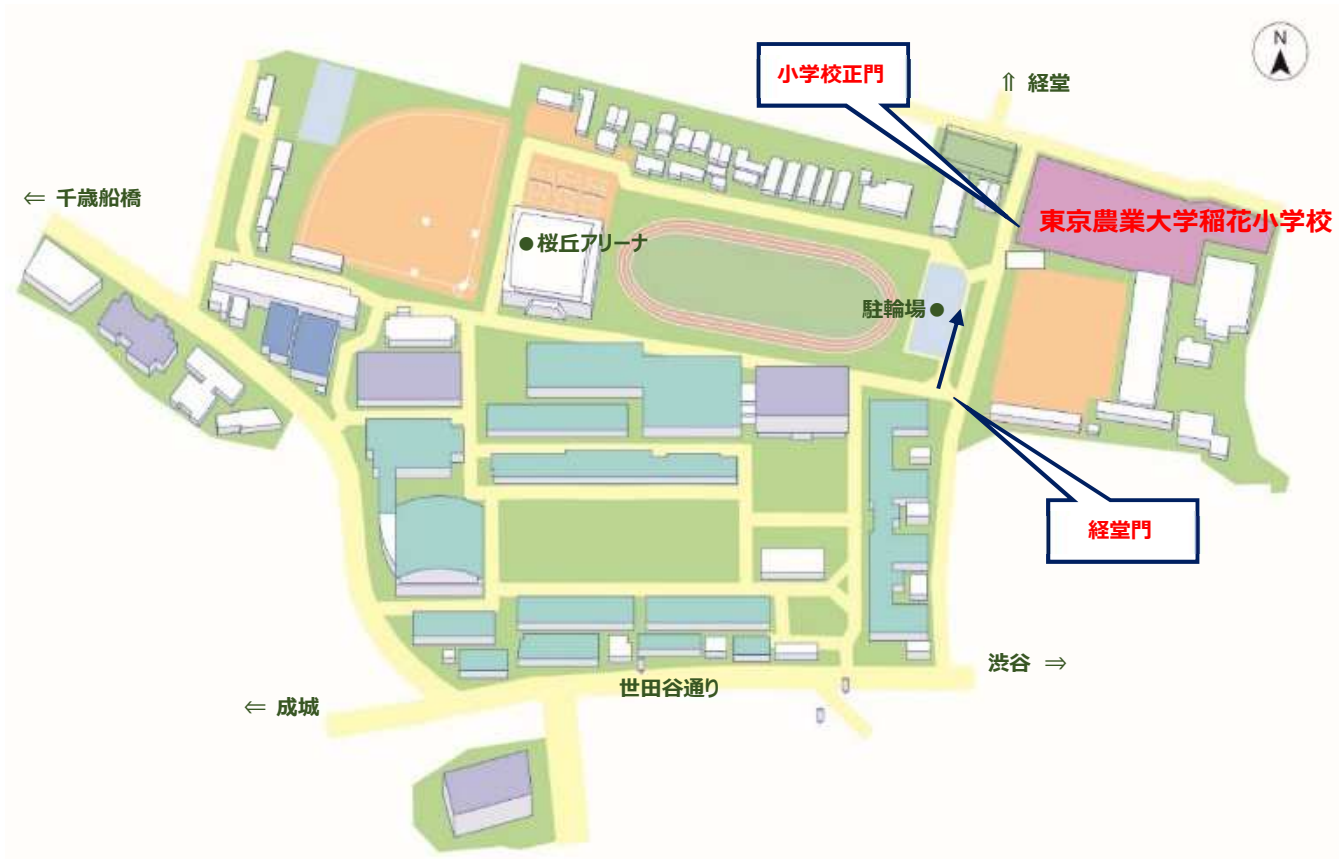 N
小学校正門
⇑ 経堂
⇐ 千歳船橋
東京農業大学稲花小学校
●桜丘アリーナ
駐輪場●
経堂門
渋谷 ⇒
世田谷通り
⇐ 成城